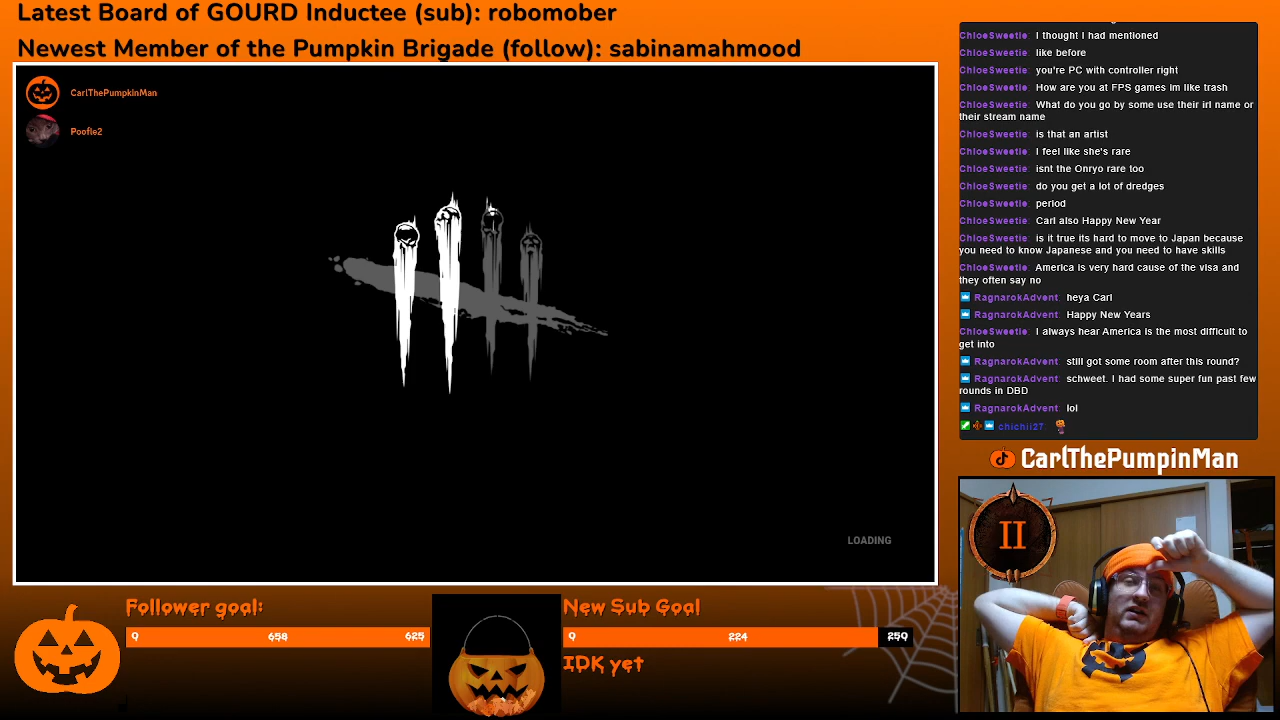 Latest Board of GOURD Inductee (sub): robomober
Newest Member of the Pumpkin Brigade (follow): sabinamahmood
CarlThePumpkinMan
Poofle2
LOADING
ChloeSweetie: I thought I had mentioned
ChloeSweetie: like before
ChloeSweetie: you're PC with controller right
ChloeSweetie: How are you at FPS games im like trash
ChloeSweetie: What do you go by some use their irl name or
their stream name
ChloeSweetie: is that an artist
ChloeSweetie: I feel like she's rare
ChloeSweetie: isnt the Onryo rare too
ChloeSweetie: do you get a lot of dredges
ChloeSweetie: period
ChloeSweetie: Carl also Happy New Year
ChloeSweetie: is it true its hard to move to Japan because
you need to know Japanese and you need to have skills
ChloeSweetie: America is very hard cause of the visa and
they often say no
RagnarokAdvent: heya Carl
RagnarokAdvent: Happy New Years
ChloeSweetie: I always hear America is the most difficult to
get into
RagnarokAdvent: still got some room after this round?
RagnarokAdvent: schweet. I had some super fun past few
rounds in DBD
RagnarokAdvent: lol
chichii27:
CarlThePumpinMan
II
Follower goal:
0 658 625
New Sub Goal
0 224 250
IDK yet